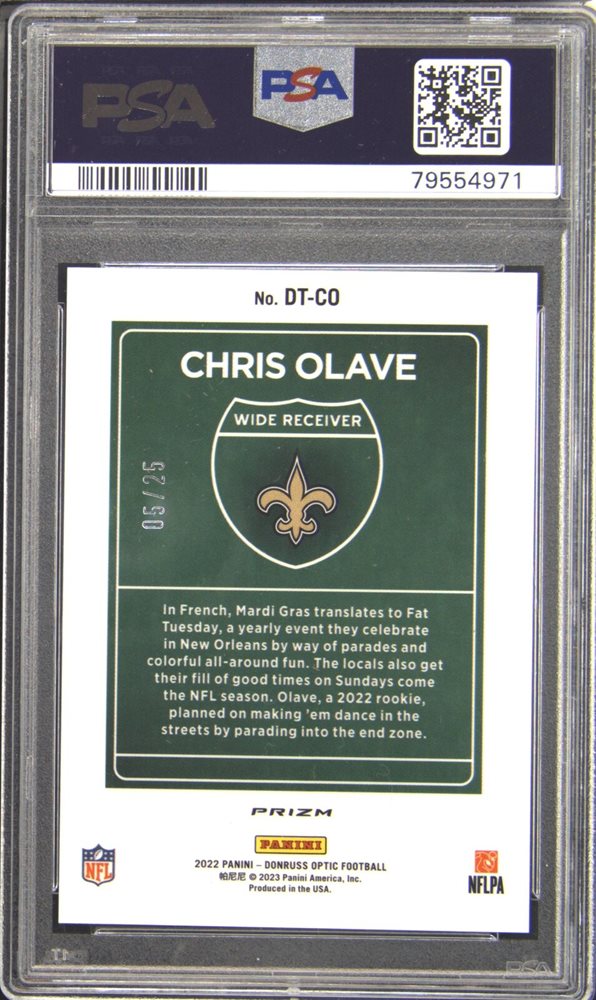 PSA
PSA
79554971
No. DT-CO
CHRIS OLAVE
WIDE RECEIVER
05/25
In French, Mardi Gras translates to Fat
Tuesday, a yearly event they celebrate
in New Orleans by way of parades and
colorful all-around fun. The locals also get
their fill of good times on Sundays come
the NFL season. Olave, a 2022 rookie,
planned on making 'em dance in the
streets by parading into the end zone.
PRIZM
PANINI
NFL
2022 PANINI – DONRUSS OPTIC FOOTBALL
帕尼尼 © 2023 Panini America, Inc.
Produced in the USA.
NFLPA
PSA